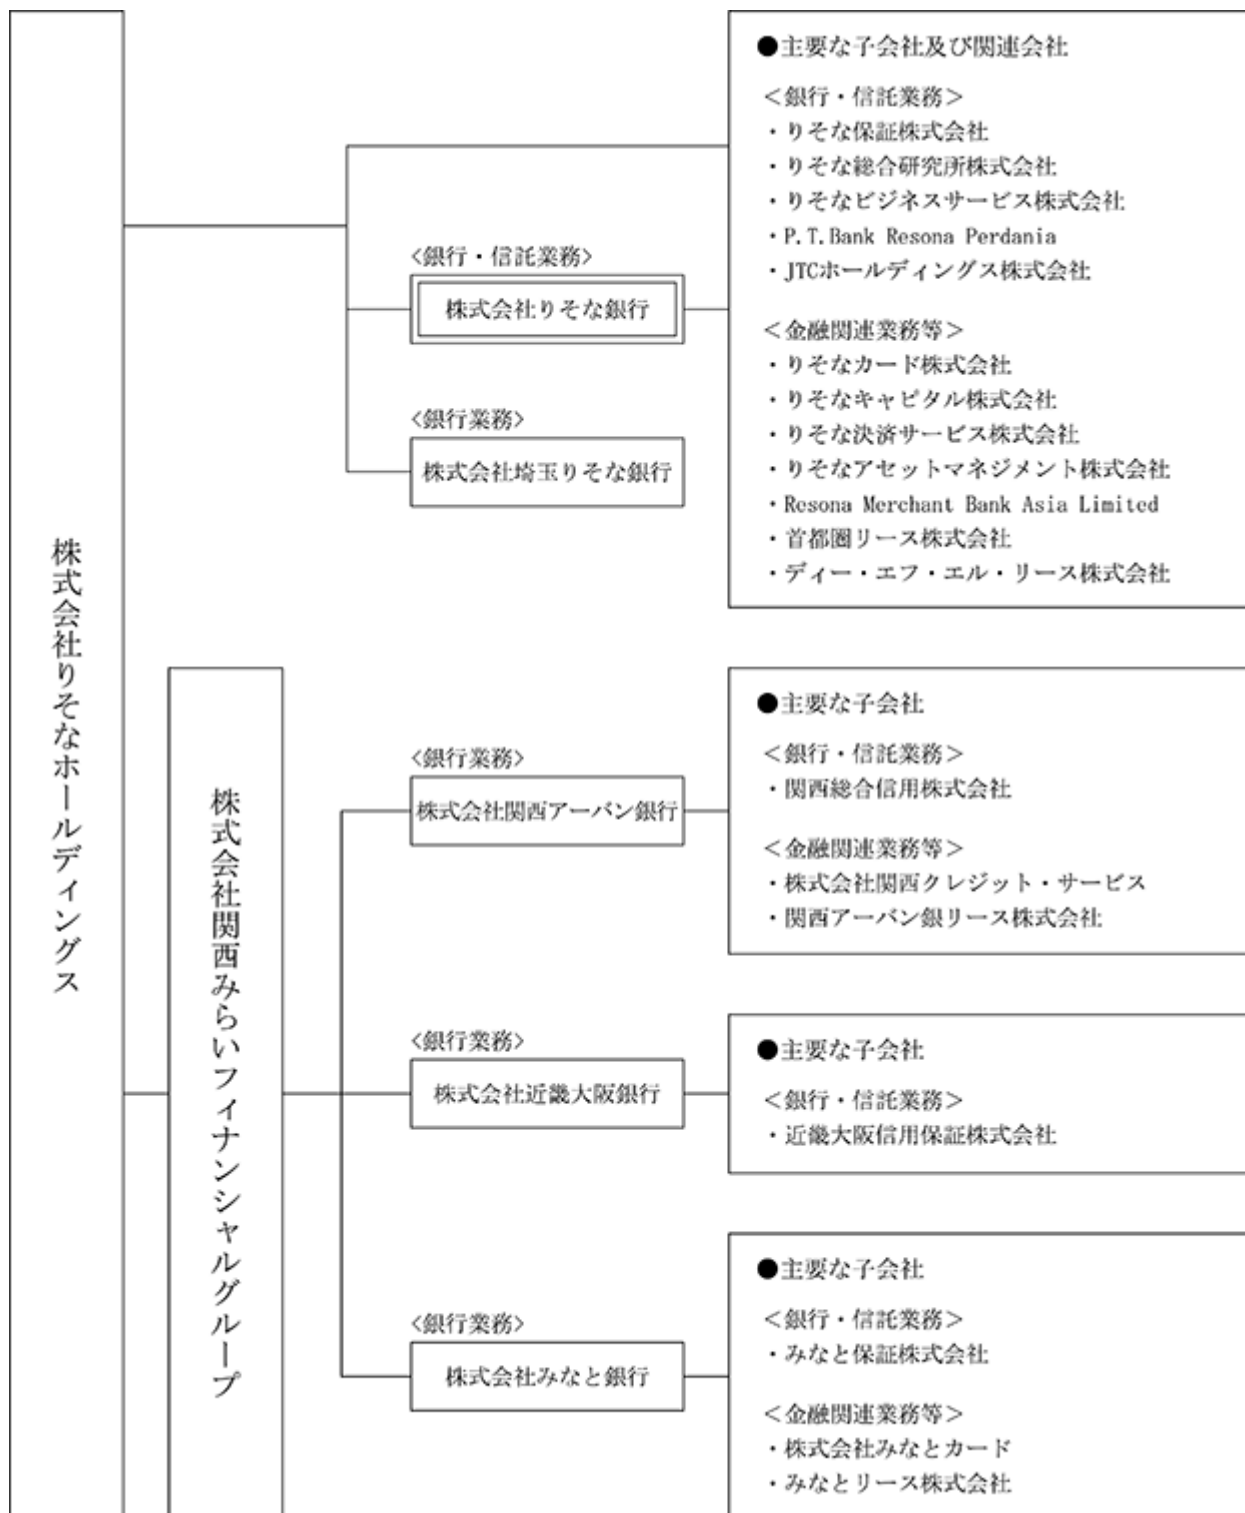 株式会社りそなホールディングス
●主要な子会社及び関連会社
＜銀行・信託業務＞
・りそな保証株式会社
・りそな総合研究所株式会社
・りそなビジネスサービス株式会社
・P.T.Bank Resona Perdania
・JTCホールディングス株式会社
＜金融関連業務等＞
・りそなカード株式会社
・りそなキャピタル株式会社
・りそな決済サービス株式会社
・りそなアセットマネジメント株式会社
・Resona Merchant Bank Asia Limited
・首都圏リース株式会社
・ディー・エフ・エル・リース株式会社
<銀行・信託業務>
株式会社りそな銀行
<銀行業務>
株式会社埼玉りそな銀行
株式会社関西みらいフィナンシャルグループ
<銀行業務>
株式会社関西アーバン銀行
●主要な子会社
＜銀行・信託業務＞
・関西総合信用株式会社
＜金融関連業務等＞
・株式会社関西クレジット・サービス
・関西アーバン銀リース株式会社
<銀行業務>
株式会社近畿大阪銀行
●主要な子会社
＜銀行・信託業務＞
・近畿大阪信用保証株式会社
<銀行業務>
株式会社みなと銀行
●主要な子会社
＜銀行・信託業務＞
・みなと保証株式会社
＜金融関連業務等＞
・株式会社みなとカード
・みなとリース株式会社